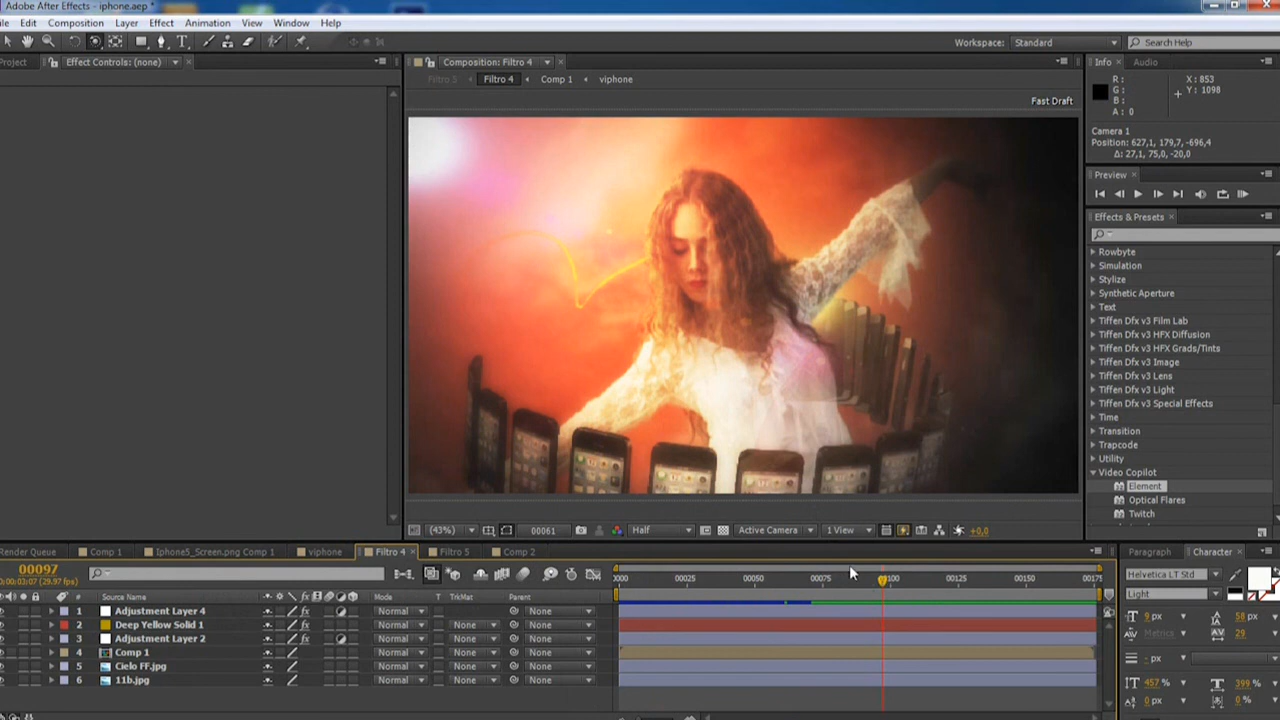 Adobe After Effects - iphone.aep *
ile Edit Composition Layer Effect Animation View Window Help
Workspace: Standard Search Help
Project Effect Controls: (none) Composition: Filtro 4 Info Audio
Filtro 5 Filtro 4 Comp 1 viphone
Fast Draft
R : X : 853
G : Y : 1098
B :
A : 0
Camera 1
Position: 627,1, 179,7, -696,4
Δ: 27,1, 75,0, -20,0
Preview
Effects & Presets
Rowbyte
Simulation
Stylize
Synthetic Aperture
Text
Tiffen Dfx v3 Film Lab
Tiffen Dfx v3 HFX Diffusion
Tiffen Dfx v3 HFX Grads/Tints
Tiffen Dfx v3 Image
Tiffen Dfx v3 Lens
Tiffen Dfx v3 Light
Tiffen Dfx v3 Special Effects
Time
Transition
Trapcode
Utility
Video Copilot
Element
Optical Flares
Twitch
(43%) 00061 Half Active Camera 1 View +0,0
Render Queue Comp 1 Iphone5_Screen.png Comp 1 viphone Filtro 4 Filtro 5 Comp 2
00097
0:00:03:07 (29.97 fps)
0000 00025 00050 00075 00100 00125 00150 00175
# Source Name Mode T TrkMat Parent
1 Adjustment Layer 4 Normal None
2 Deep Yellow Solid 1 Normal None None
3 Adjustment Layer 2 Normal None None
4 Comp 1 Normal None None
5 Cielo FF.jpg Normal None None
6 11b.jpg Normal None None
Paragraph Character
Helvetica LT Std
Light
9 px 58 px
Metrics 29
- px
457 % 399 %
0 px 0 %